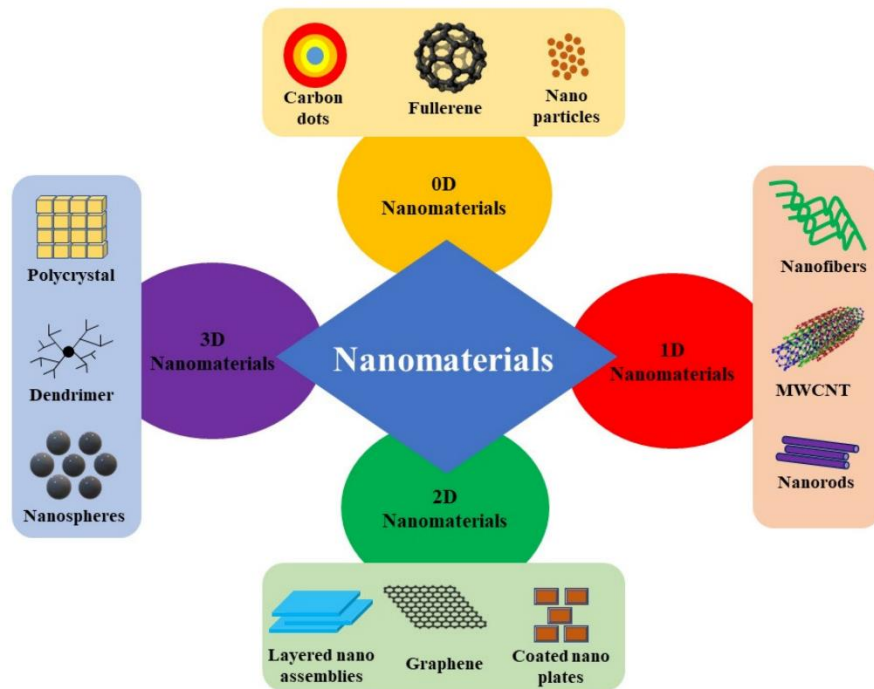 Carbon
dots
Fullerene
Nano
particles
0D
Nanomaterials
Polycrystal
Dendrimer
Nanospheres
3D
Nanomaterials
Nanomaterials
1D
Nanomaterials
Nanofibers
MWCNT
Nanorods
2D
Nanomaterials
Layered nano
assemblies
Graphene
Coated nano
plates